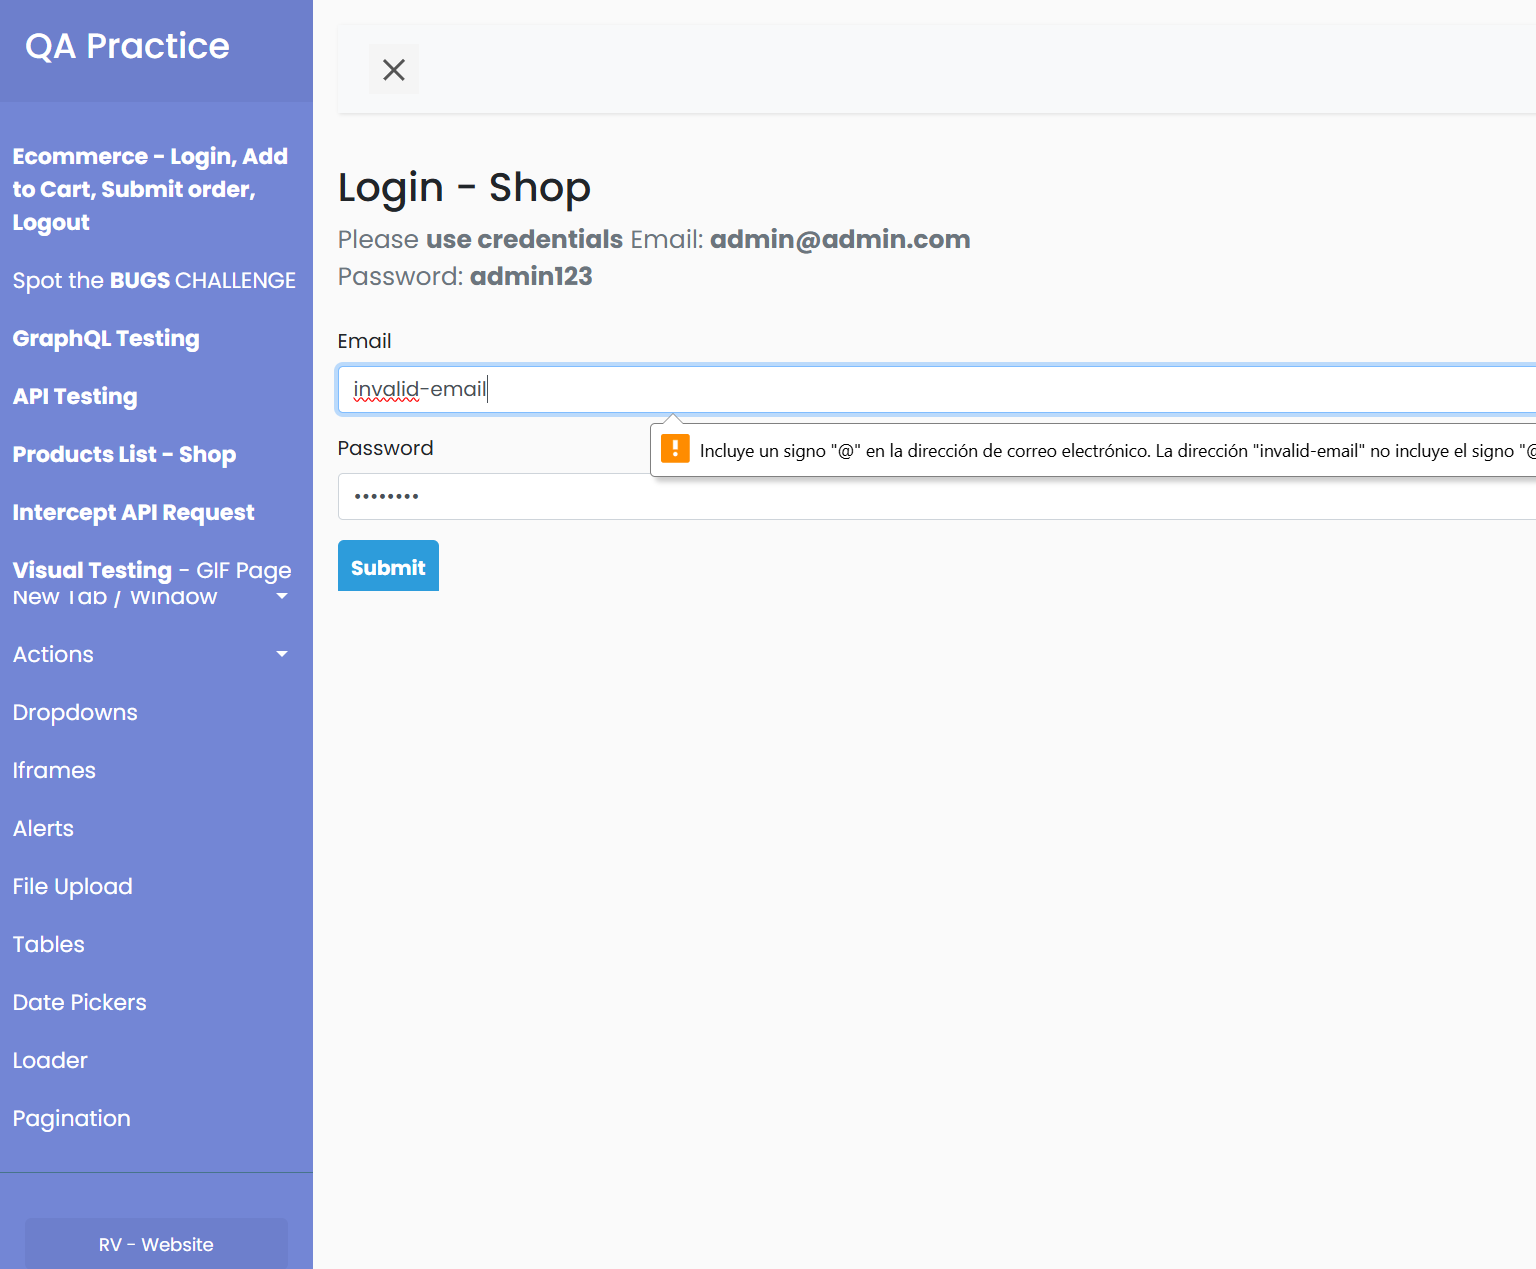 QA Practice
Ecommerce - Login, Add
to Cart, Submit order,
Logout
Spot the BUGS CHALLENGE
GraphQL Testing
API Testing
Products List - Shop
Intercept API Request
Visual Testing - GIF Page
New Tab / Window
Actions
Dropdowns
Iframes
Alerts
File Upload
Tables
Date Pickers
Loader
Pagination
RV - Website
Login - Shop
Please use credentials Email: admin@admin.com
Password: admin123
Email
invalid-email
Incluye un signo "@" en la dirección de correo electrónico. La dirección "invalid-email" no incluye el signo "@
Password
••••••••
Submit